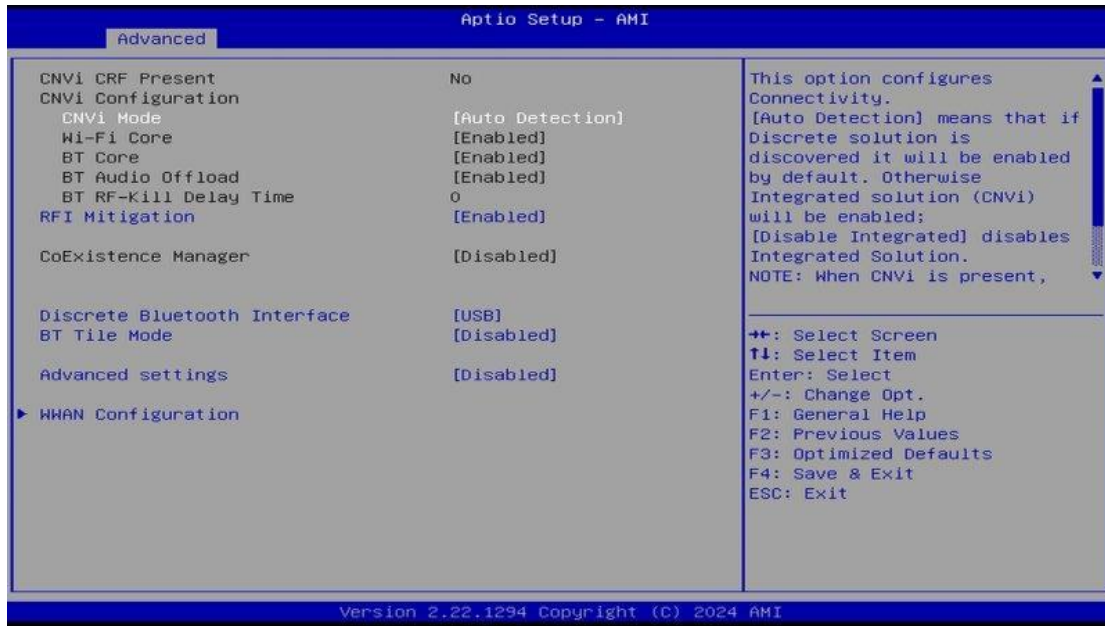 Aptio Setup – AMI
Advanced
CNVi CRF Present No
CNVi Configuration
CNVi Mode [Auto Detection]
Wi-Fi Core [Enabled]
BT Core [Enabled]
BT Audio Offload [Enabled]
BT RF-Kill Delay Time 0
RFI Mitigation [Enabled]
CoExistence Manager [Disabled]
Discrete Bluetooth Interface [USB]
BT Tile Mode [Disabled]
Advanced settings [Disabled]
▶ WWAN Configuration
This option configures
Connectivity.
[Auto Detection] means that if
Discrete solution is
discovered it will be enabled
by default. Otherwise
Integrated solution (CNVi)
will be enabled;
[Disable Integrated] disables
Integrated Solution.
NOTE: When CNVi is present,
→←: Select Screen
↑↓: Select Item
Enter: Select
+/-: Change Opt.
F1: General Help
F2: Previous Values
F3: Optimized Defaults
F4: Save & Exit
ESC: Exit
Version 2.22.1294 Copyright (C) 2024 AMI